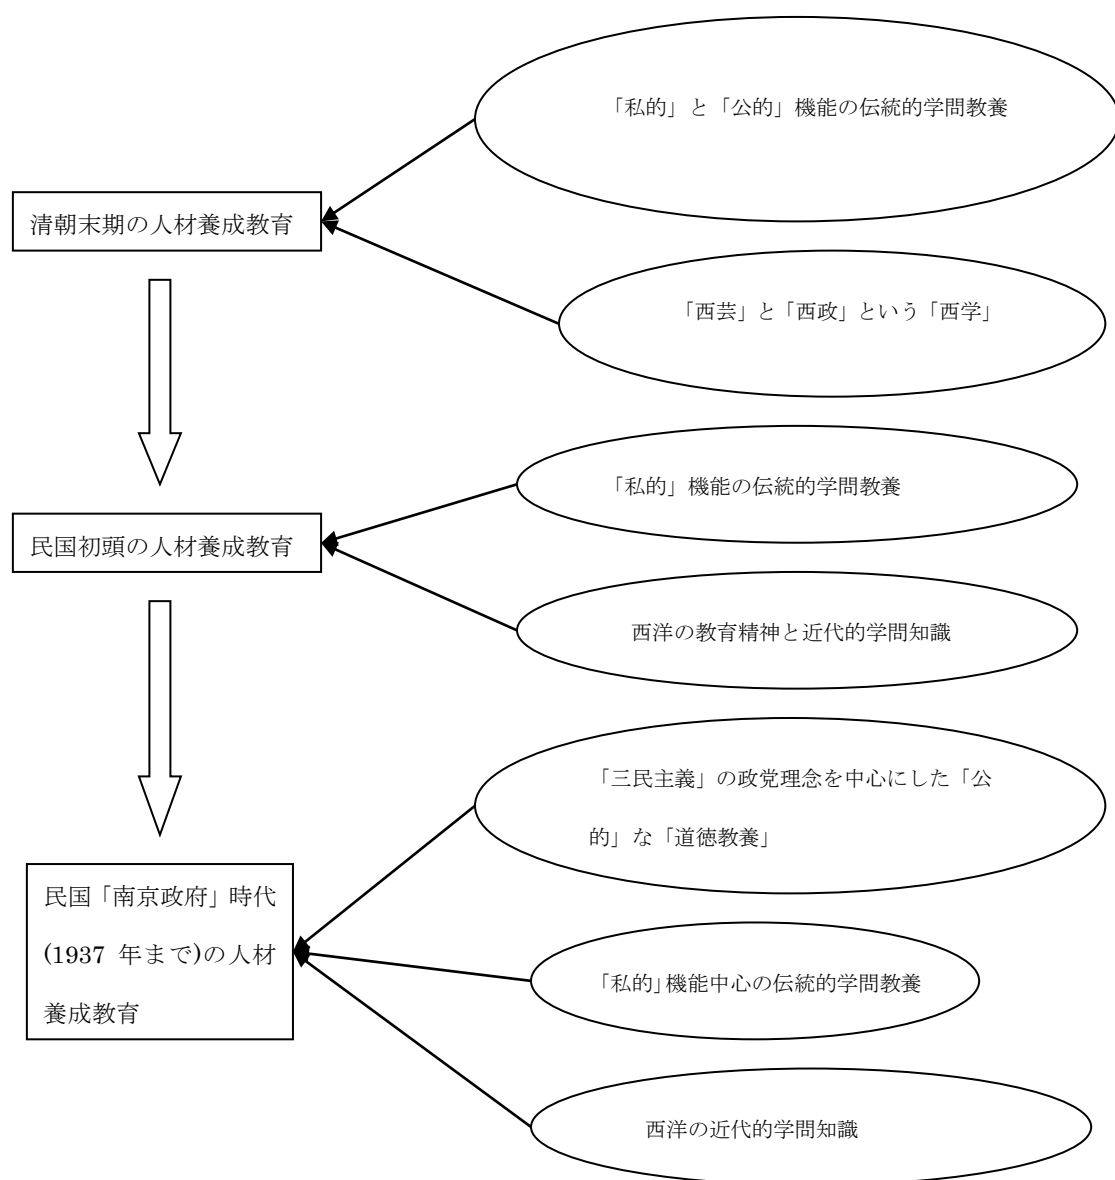 「私的」と「公的」機能の伝統的学問教養
清朝末期の人材養成教育
「西芸」と「西政」という「西学」
「私的」機能の伝統的学問教養
民国初頭の人材養成教育
西洋の教育精神と近代的学問知識
「三民主義」の政党理念を中心にした「公
的」な「道徳教養」
民国「南京政府」時代
(1937 年まで)の人材
養成教育
「私的」機能中心の伝統的学問教養
西洋の近代的学問知識